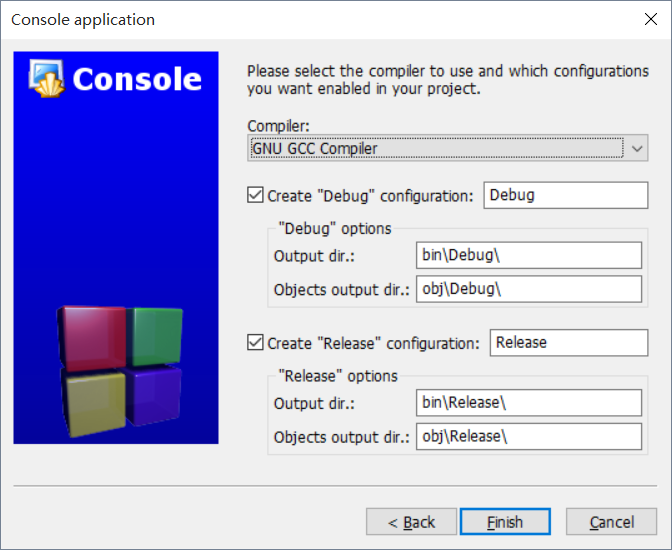 Console application
Console
Please select the compiler to use and which configurations
you want enabled in your project.
Compiler:
GNU GCC Compiler
Create "Debug" configuration: Debug
"Debug" options
Output dir.: bin\Debug\
Objects output dir.: obj\Debug\
Create "Release" configuration: Release
"Release" options
Output dir.: bin\Release\
Objects output dir.: obj\Release\
< Back Finish Cancel